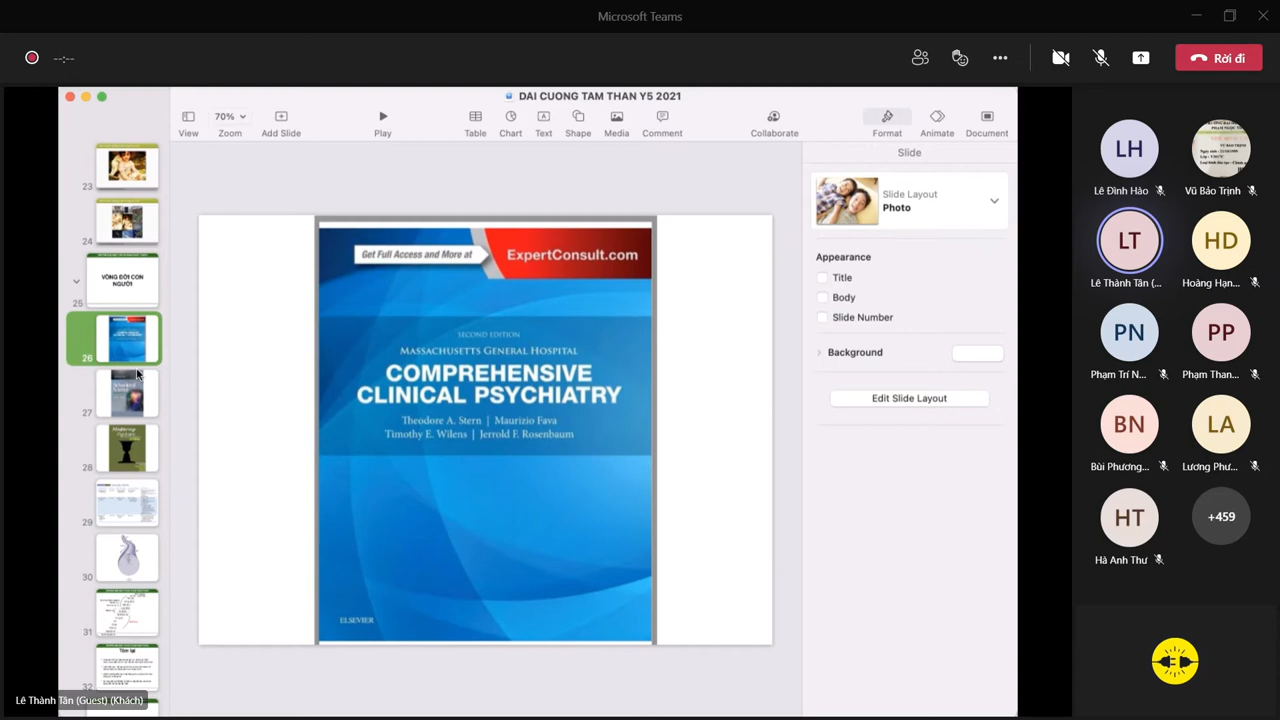 Microsoft Teams
--:--
Rời đi
DAI CUONG TAM THAN Y5 2021
View
70%
Zoom
Add Slide
Play
Table
Chart
Text
Shape
Media
Comment
Collaborate
Format
Animate
Document
23
24
VÒNG ĐỜI CON
NGƯỜI
25
26
27
28
29
30
31
Tóm lại
32
Get Full Access and More at
ExpertConsult.com
SECOND EDITION
MASSACHUSETTS GENERAL HOSPITAL
COMPREHENSIVE
CLINICAL PSYCHIATRY
Theodore A. Stern | Maurizio Fava
Timothy E. Wilens | Jerrold F. Rosenbaum
ELSEVIER
Slide
Slide Layout
Photo
Appearance
Title
Body
Slide Number
Background
Edit Slide Layout
LH
Lê Đình Hào
Vũ Bảo Trịnh
LT
Lê Thành Tân (...
HD
Hoàng Hạn...
PN
Phạm Trí N...
PP
Phạm Than...
BN
Bùi Phương...
LA
Lương Phư...
HT
Hà Anh Thư
+459
Lê Thành Tân (Guest) (Khách)